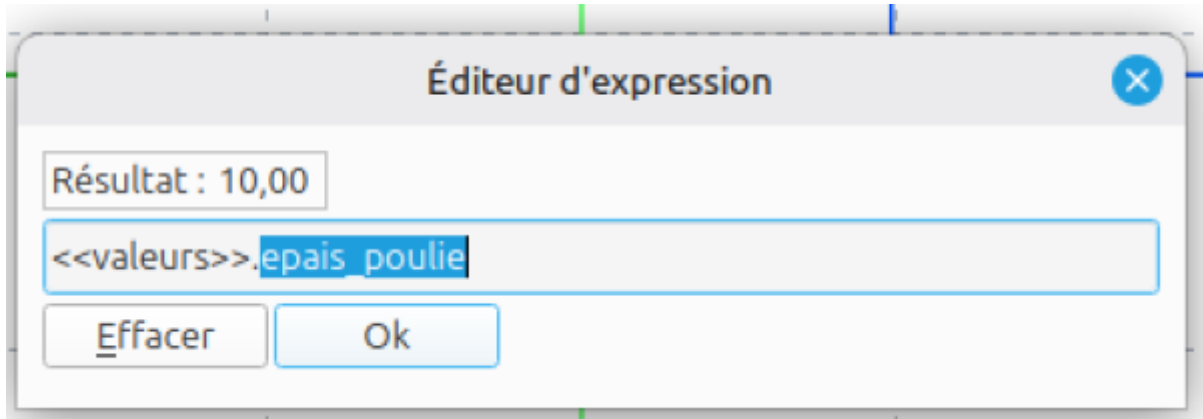 Éditeur d'expression
Résultat : 10,00
<<valeurs>>.epais_poulie
Effacer
Ok